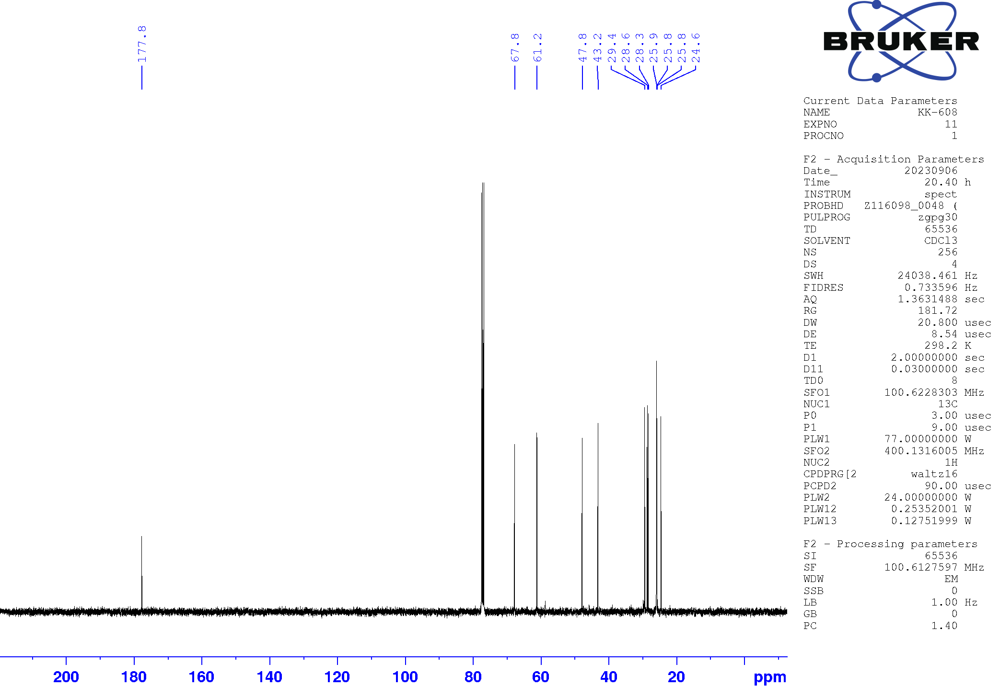 177.8
67.8
61.2
47.8
43.2
29.4
28.6
28.3
25.9
25.8
25.8
24.6
BRUKER
Current Data Parameters
NAME KK-608
EXPNO 11
PROCNO 1
F2 - Acquisition Parameters
Date_ 20230906
Time 20.40 h
INSTRUM spect
PROBHD Z116098_0048 (
PULPROG zgpg30
TD 65536
SOLVENT CDCl3
NS 256
DS 4
SWH 24038.461 Hz
FIDRES 0.733596 Hz
AQ 1.3631488 sec
RG 181.72
DW 20.800 usec
DE 8.54 usec
TE 298.2 K
D1 2.00000000 sec
D11 0.03000000 sec
TD0 8
SFO1 100.6228303 MHz
NUC1 13C
P0 3.00 usec
P1 9.00 usec
PLW1 77.00000000 W
SFO2 400.1316005 MHz
NUC2 1H
CPDPRG[2 waltz16
PCPD2 90.00 usec
PLW2 24.00000000 W
PLW12 0.25352001 W
PLW13 0.12751999 W
F2 - Processing parameters
SI 65536
SF 100.6127597 MHz
WDW EM
SSB 0
LB 1.00 Hz
GB 0
PC 1.40
200 180 160 140 120 100 80 60 40 20 ppm